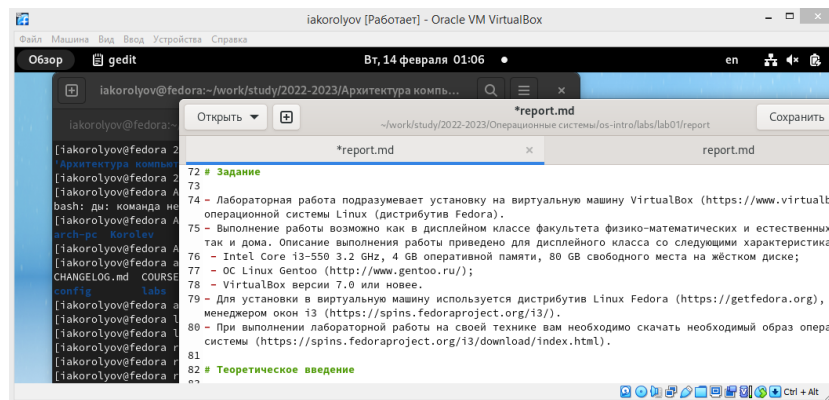 iakorolyov [Работает] - Oracle VM VirtualBox
Файл Машина Вид Ввод Устройства Справка
Обзор gedit Вт, 14 февраля 01:06 en
iakorolyov@fedora:~/work/study/2022-2023/Архитектура компь...
iakorolyov@fedora:~
Открыть *report.md Сохранить
~/work/study/2022-2023/Операционные системы/os-intro/labs/lab01/report
*report.md report.md
[iakorolyov@fedora 2
'Архитектура компьют
[iakorolyov@fedora 2
[iakorolyov@fedora А
bash: ды: команда не
[iakorolyov@fedora А
arch-pc Korolev
[iakorolyov@fedora А
[iakorolyov@fedora a
CHANGELOG.md COURSE
config labs
[iakorolyov@fedora a
[iakorolyov@fedora l
[iakorolyov@fedora l
[iakorolyov@fedora r
[iakorolyov@fedora r
[iakorolyov@fedora r
72 # Задание
73
74 - Лабораторная работа подразумевает установку на виртуальную машину VirtualBox (https://www.virtualb
операционной системы Linux (дистрибутив Fedora).
75 - Выполнение работы возможно как в дисплейном классе факультета физико-математических и естественных
так и дома. Описание выполнения работы приведено для дисплейного класса со следующими характеристика
76 - Intel Core i3-550 3.2 GHz, 4 GB оперативной памяти, 80 GB свободного места на жёстком диске;
77 - ОС Linux Gentoo (http://www.gentoo.ru/);
78 - VirtualBox версии 7.0 или новее.
79 - Для установки в виртуальную машину используется дистрибутив Linux Fedora (https://getfedora.org),
менеджером окон i3 (https://spins.fedoraproject.org/i3/).
80 - При выполнении лабораторной работы на своей технике вам необходимо скачать необходимый образ опера
системы (https://spins.fedoraproject.org/i3/download/index.html).
81
82 # Теоретическое введение
Ctrl + Alt